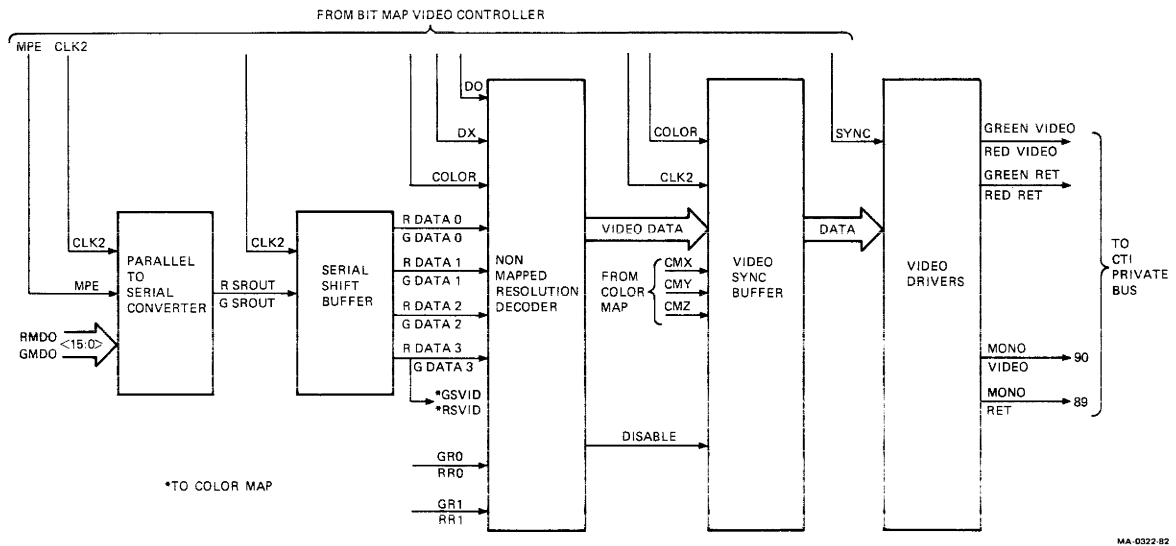 FROM BIT MAP VIDEO CONTROLLER
MPE CLK2
DO
DX
COLOR
COLOR
CLK2
SYNC
GREEN VIDEO
RED VIDEO
GREEN RET
RED RET
CLK2
MPE
RMDO
GMDO
<15:0>
PARALLEL
TO
SERIAL
CONVERTER
R SROUT
G SROUT
CLK2
SERIAL
SHIFT
BUFFER
R DATA 0
G DATA 0
R DATA 1
G DATA 1
R DATA 2
G DATA 2
R DATA 3
G DATA 3
*GSVID
*RSVID
GR0
RR0
GR1
RR1
NON
MAPPED
RESOLUTION
DECODER
VIDEO DATA
FROM
COLOR
MAP
CMX
CMY
CMZ
DISABLE
VIDEO
SYNC
BUFFER
DATA
VIDEO
DRIVERS
MONO
VIDEO
90
MONO
RET
89
TO
CTI
PRIVATE
BUS
*TO COLOR MAP
MA-0322-82